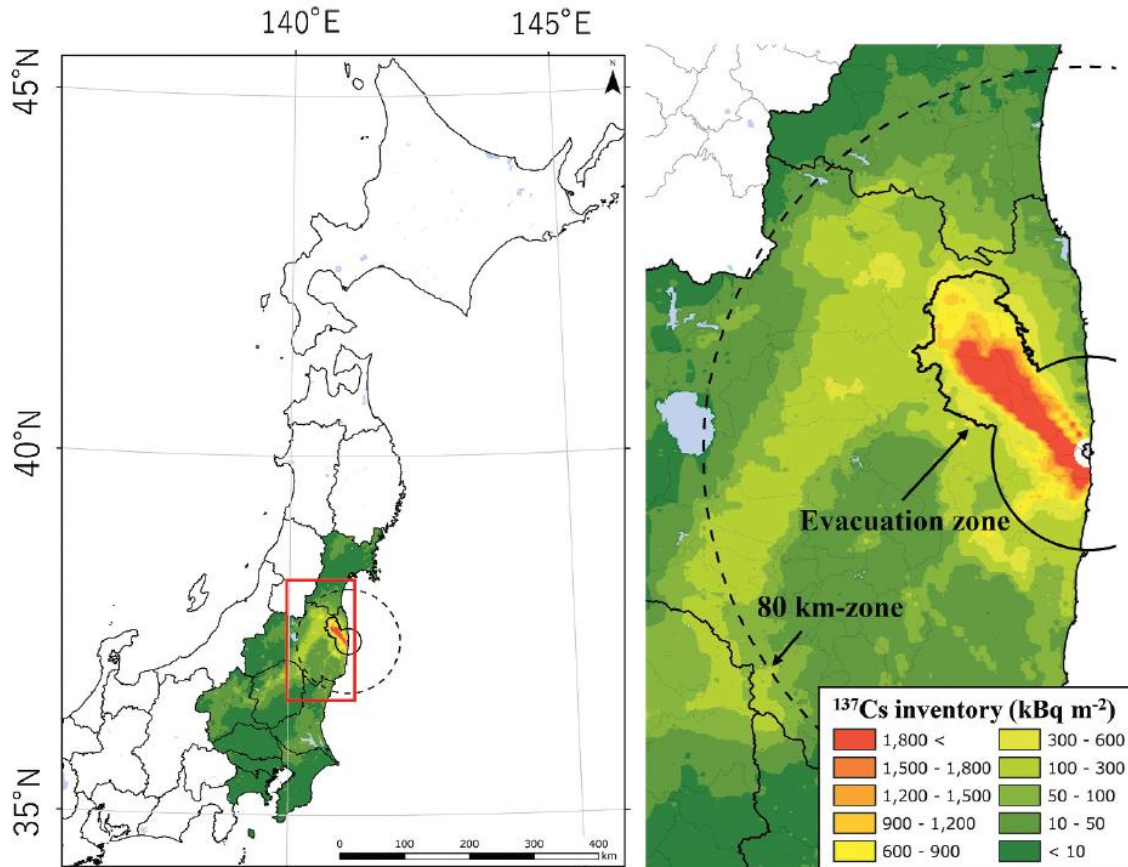 140°E 145°E
45°N
N
40°N
35°N
0 100 200 300 400
km
Evacuation zone
80 km-zone
¹³⁷Cs inventory (kBq m⁻²)
1,800 <
1,500 - 1,800
1,200 - 1,500
900 - 1,200
600 - 900
300 - 600
100 - 300
50 - 100
10 - 50
< 10